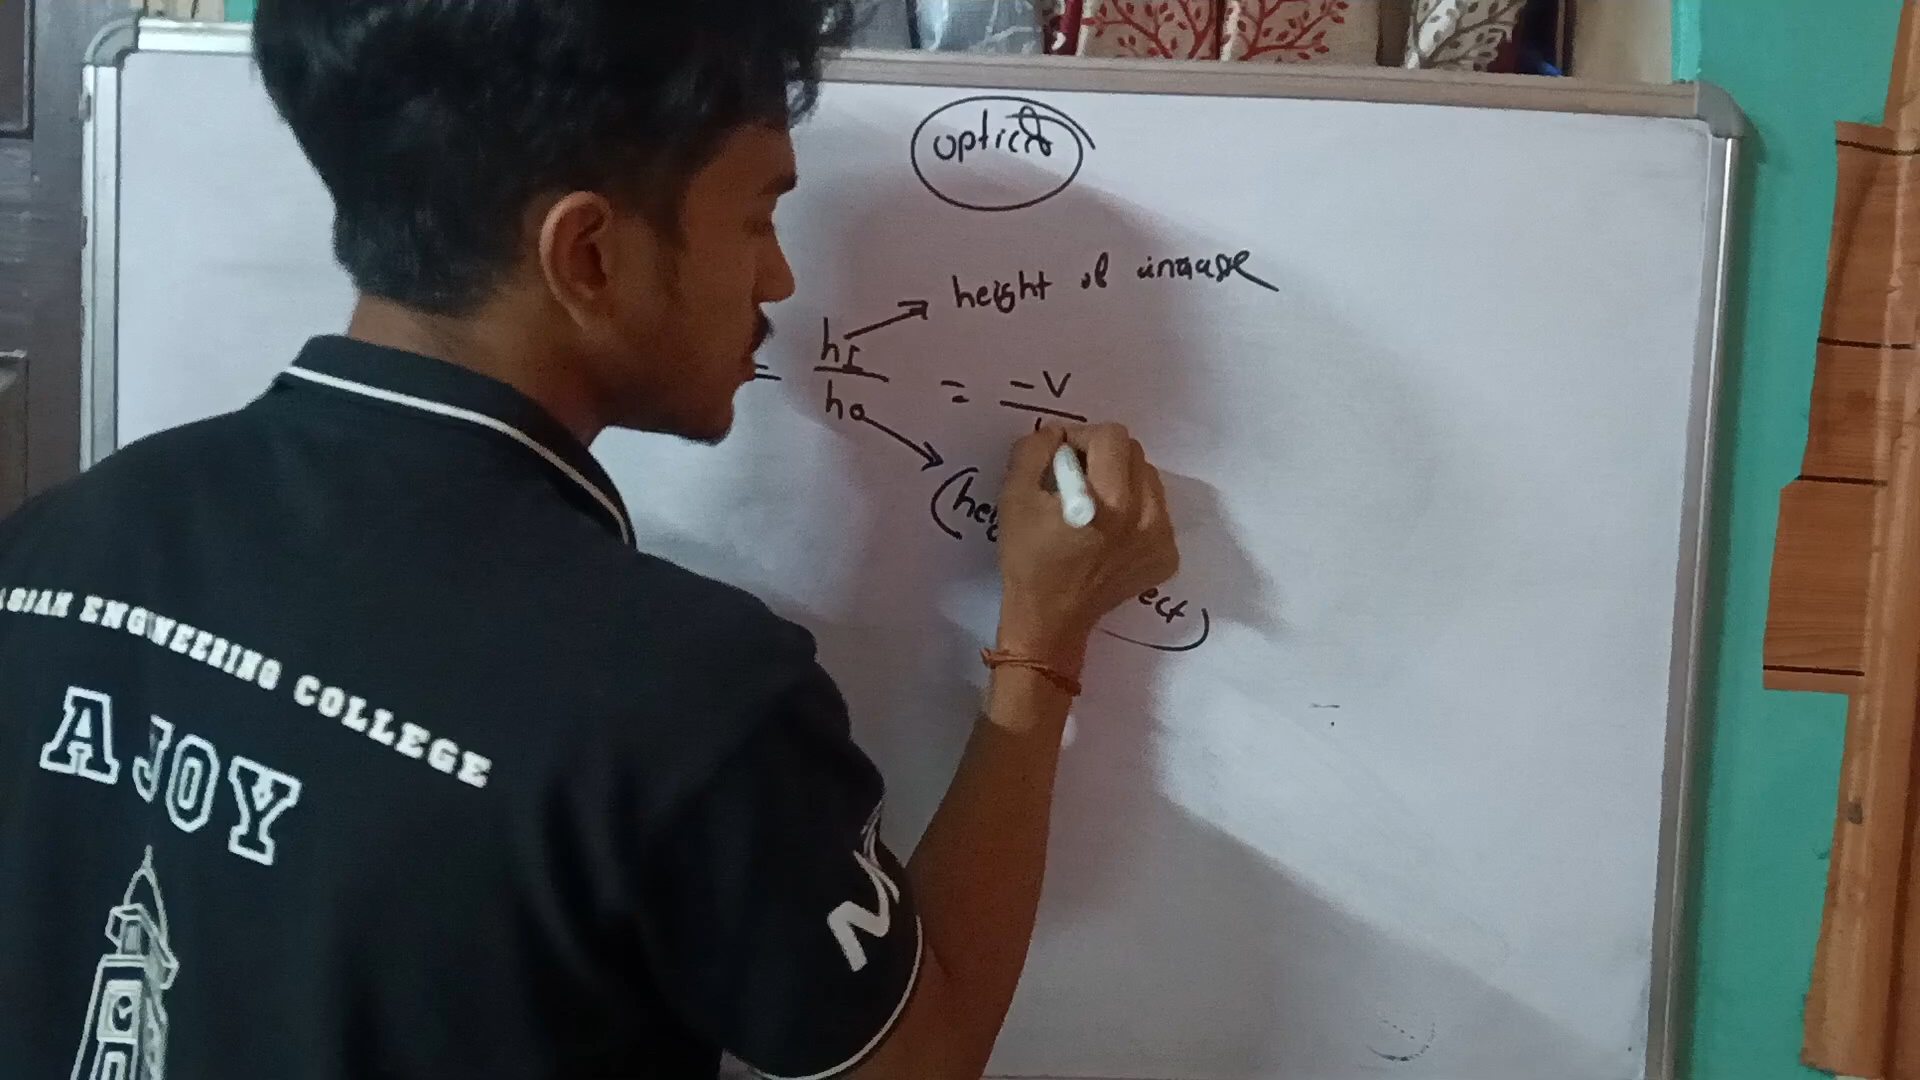 optics
height of image
= hI / ho = -V /
(hei
ect)
ASIAN ENGINEERING COLLEGE
AJOY
N